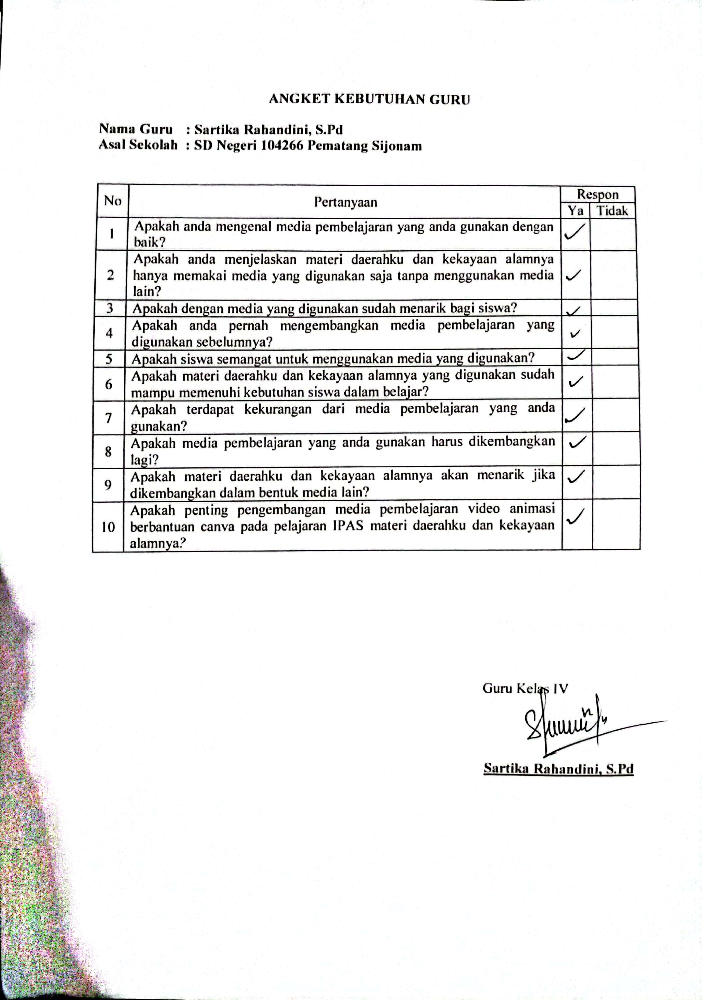 ANGKET KEBUTUHAN GURU
Nama Guru : Sartika Rahandini, S.Pd
Asal Sekolah : SD Negeri 104266 Pematang Sijonam
No Pertanyaan Respon
Ya Tidak
1 Apakah anda mengenal media pembelajaran yang anda gunakan dengan
baik? ✓
2 Apakah anda menjelaskan materi daerahku dan kekayaan alamnya
hanya memakai media yang digunakan saja tanpa menggunakan media ✓
lain?
3 Apakah dengan media yang digunakan sudah menarik bagi siswa? ✓
4 Apakah anda pernah mengembangkan media pembelajaran yang
digunakan sebelumnya? ✓
5 Apakah siswa semangat untuk menggunakan media yang digunakan? ✓
6 Apakah materi daerahku dan kekayaan alamnya yang digunakan sudah
mampu memenuhi kebutuhan siswa dalam belajar? ✓
7 Apakah terdapat kekurangan dari media pembelajaran yang anda
gunakan? ✓
8 Apakah media pembelajaran yang anda gunakan harus dikembangkan
lagi? ✓
9 Apakah materi daerahku dan kekayaan alamnya akan menarik jika
dikembangkan dalam bentuk media lain? ✓
10 Apakah penting pengembangan media pembelajaran video animasi
berbantuan canva pada pelajaran IPAS materi daerahku dan kekayaan ✓
alamnya?
Guru Kelas IV
Sartika Rahandini, S.Pd